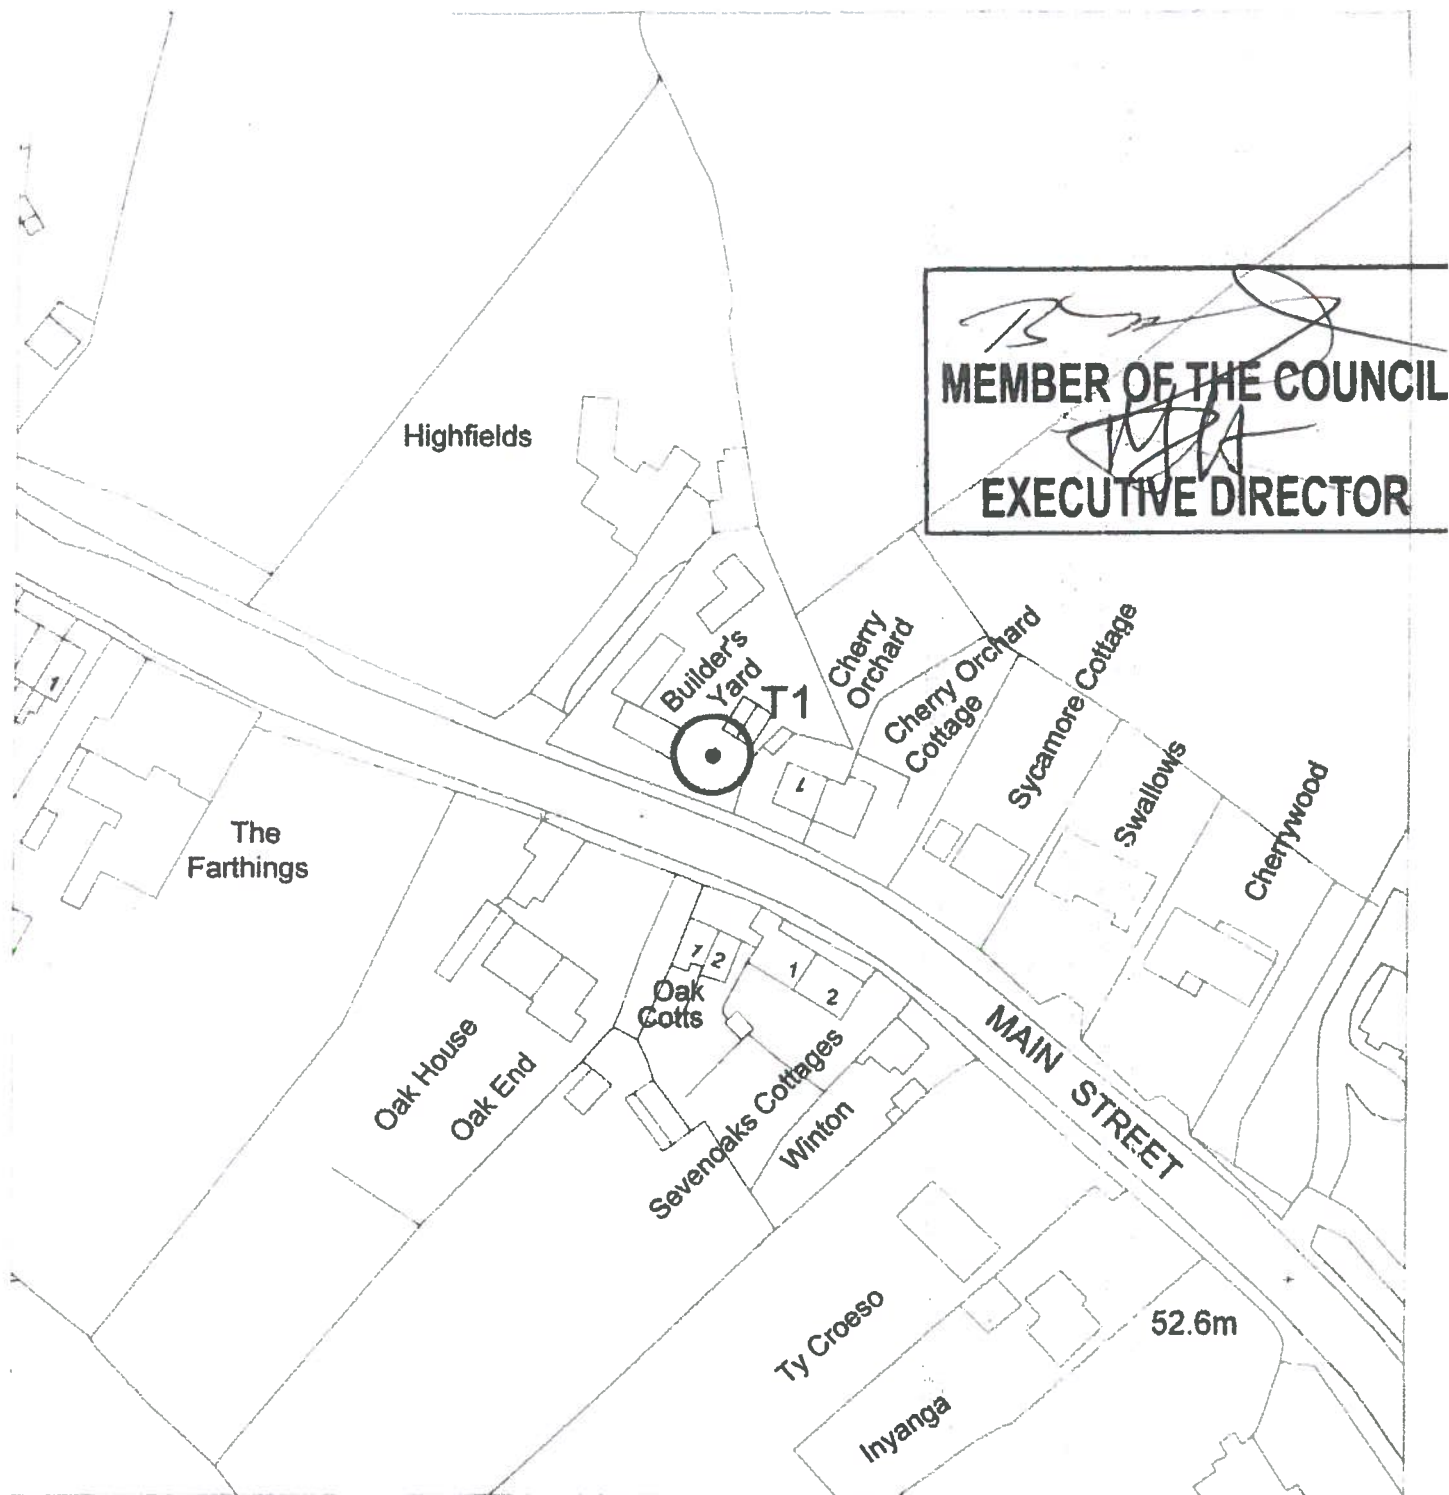 MEMBER OF THE COUNCIL
EXECUTIVE DIRECTOR
Highfields
Builder's
Yard
T1
Cherry
Orchard
Cherry Orchard
Cottage
Sycamore Cottage
Swallows
Cherrywood
1
1
The
Farthings
1
2
Oak
Cotts
1
2
Oak House
Oak End
Sevenoaks Cottages
Winton
MAIN STREET
Ty Croeso
52.6m
Inyanga